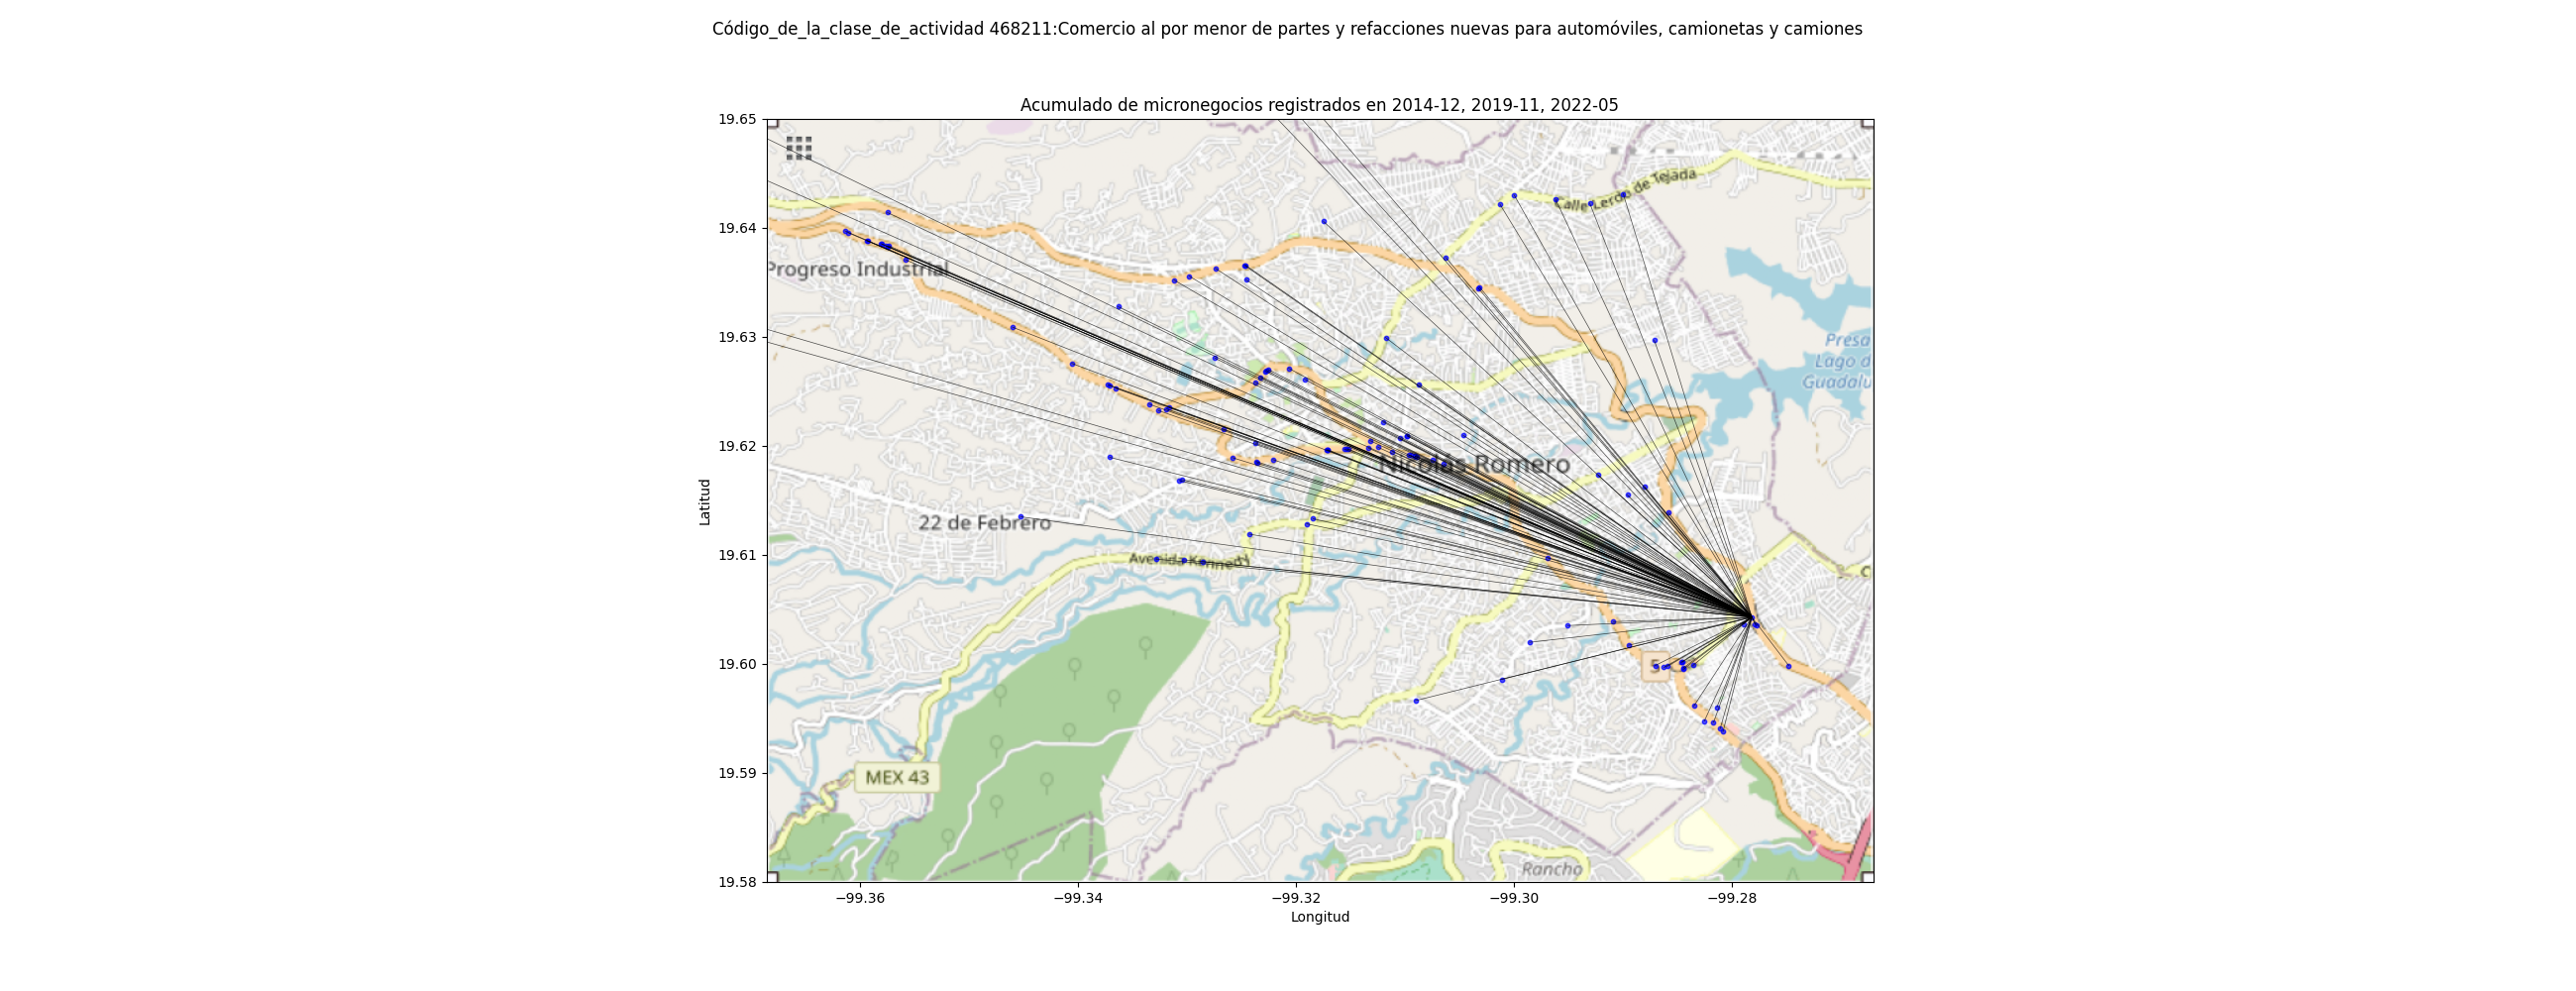 Código_de_la_clase_de_actividad 468211:Comercio al por menor de partes y refacciones nuevas para automóviles, camionetas y camiones
Acumulado de micronegocios registrados en 2014-12, 2019-11, 2022-05
19.65
19.64
19.63
19.62
19.61
19.60
19.59
19.58
Latitud
Calle Lerdo de Tejada
Progreso Industrial
Presa
Lago d
Guadalu
Nicolás Romero
22 de Febrero
Avenida Kennedy
C
5
MEX 43
Rancho
−99.36
−99.34
−99.32
−99.30
−99.28
Longitud